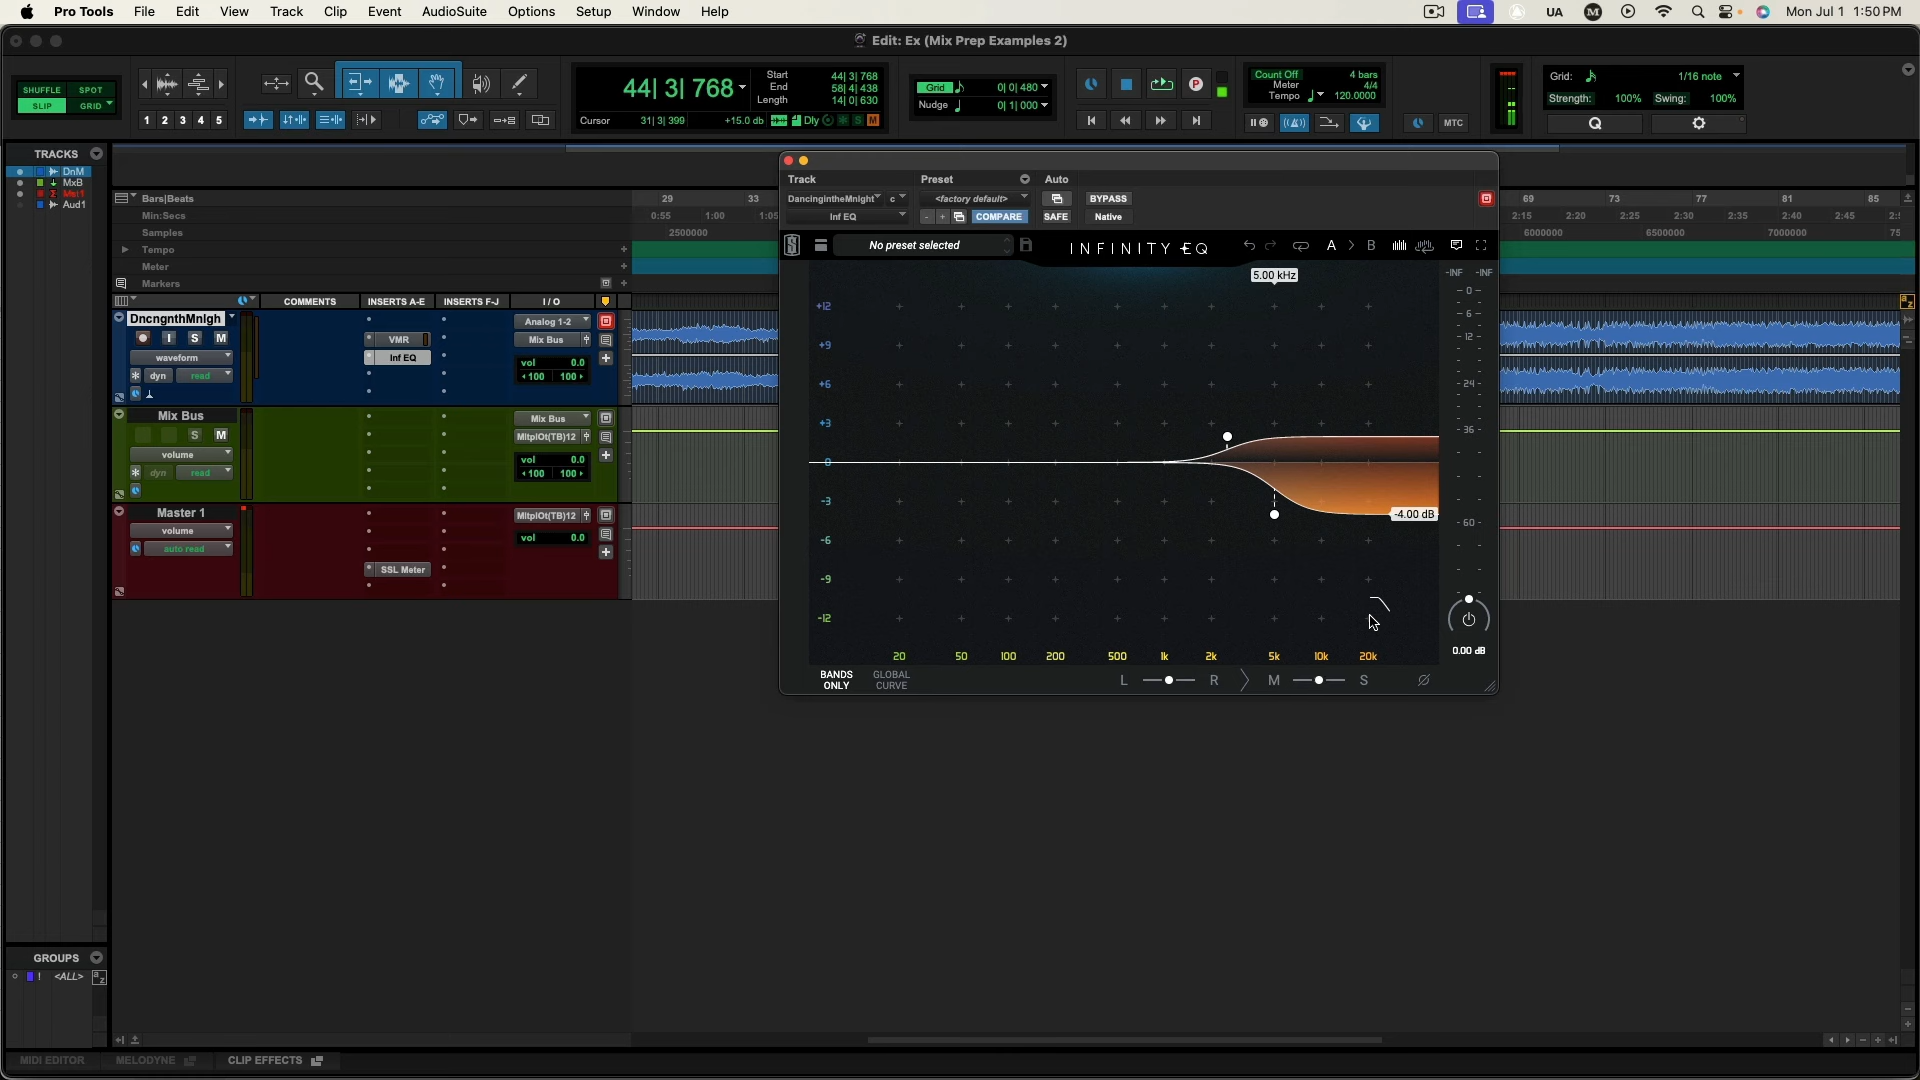 Pro Tools File Edit View Track Clip Event AudioSuite Options Setup Window Help UA M Mon Jul 1 1:50 PM
Edit: Ex (Mix Prep Examples 2)
SHUFFLE SPOT
SLIP GRID
1 2 3 4 5
44| 3| 768
Start 44| 3| 768
End 58| 4| 438
Length 14| 0| 630
Cursor 31| 3| 399 +15.0 db Dly S M
Grid 0| 0| 480
Nudge 0| 1| 000
P
Count Off 4 bars
Meter 4/4
Tempo 120.0000
MTC
Grid: 1/16 note
Strength: 100% Swing: 100%
Q
TRACKS
DnM
MxB
Mst1
Aud1
Bars|Beats 29 33 69 73 77 81 85
Min:Secs 0:55 1:00 1:05 2:15 2:20 2:25 2:30 2:35 2:40 2:45
Samples 2500000 6000000 6500000 7000000 75
Tempo
Meter
Markers
COMMENTS INSERTS A-E INSERTS F-J I / O
DncngnthMnlgh
I S M
waveform
dyn read
VMR
Inf EQ
Analog 1-2
Mix Bus
vol 0.0
100 100
Mix Bus
S M
volume
dyn read
Mix Bus
MltplOt(TB)12
vol 0.0
100 100
Master 1
volume
auto read
SSL Meter
MltplOt(TB)12
vol 0.0
Track Preset Auto
DancingintheMnlght c <factory default> BYPASS
Inf EQ - + COMPARE SAFE Native
No preset selected INFINITY EQ A B
5.00 kHz
+12
+9
+6
+3
0
-3
-6
-9
-12
-4.00 dB
-INF -INF
0
-6
-12
-24
-36
-60
0.00 dB
20 50 100 200 500 1k 2k 5k 10k 20k
BANDS ONLY GLOBAL CURVE L R M S
GROUPS
! <ALL>
MIDI EDITOR MELODYNE CLIP EFFECTS